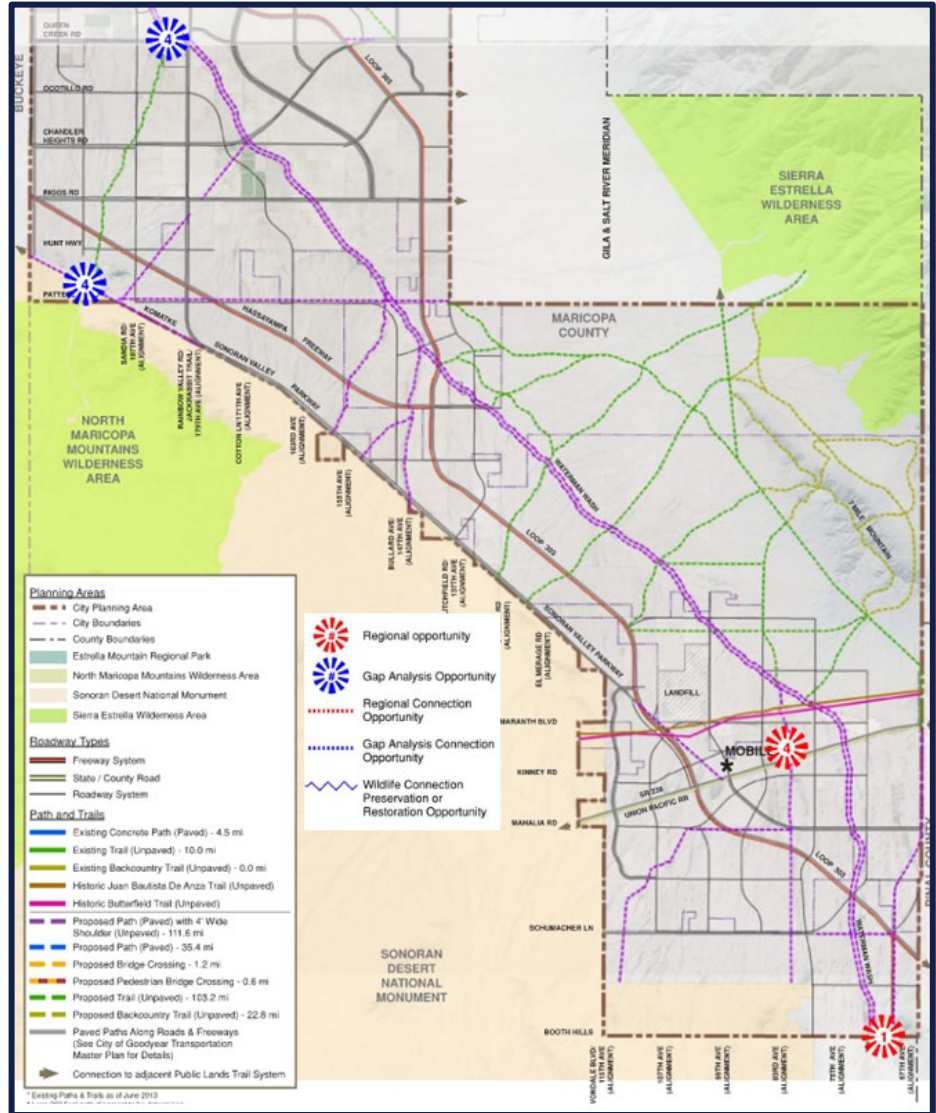 QUEEN
CREEK RD
4
LOOP 303
BUCKEYE
OCOTILLO RD
CHANDLER
HEIGHTS RD
RIGGS RD
HUNT HWY
4
GILA & SALT RIVER MERIDIAN
SIERRA
ESTRELLA
WILDERNESS
AREA
MARICOPA
COUNTY
KOMATKE
HASSAYAMPA
FREEWAY
SONORAN VALLEY
PARKWAY
SANDIA RD/
187TH AVE
(ALIGNMENT)
RAINBOW VALLEY RD
JACKRABBIT TRAIL/
179TH AVE (ALIGNMENT)
COTTON LN/171TH AVE
(ALIGNMENT)
163RD AVE
(ALIGNMENT)
155TH AVE
(ALIGNMENT)
BULLARD AVE/
147TH AVE
(ALIGNMENT)
137TH AVE
(ALIGNMENT)
RD
(ALIGNMENT)
EL MIRAGE RD
(ALIGNMENT)
NORTH
MARICOPA
MOUNTAINS
WILDERNESS
AREA
WATERMAN WASH
LOOP 303
7 MILE MOUNTAIN
SONORAN VALLEY PARKWAY
LANDFILL
MARANTH BLVD
MOBILE
4
KINNEY RD
SR 238
UNION PACIFIC RR
MAHALIA RD
LOOP 303
PINAL COUNTY
SCHUMACHER LN
WATERMAN WASH
SONORAN
DESERT
NATIONAL
MONUMENT
BOOTH HILLS
1
115TH AVE
(ALIGNMENT)
107TH AVE
(ALIGNMENT)
99TH AVE
(ALIGNMENT)
83RD AVE
(ALIGNMENT)
75TH AVE
(ALIGNMENT)
67TH AVE
(ALIGNMENT)
Planning Areas
City Planning Area
City Boundaries
County Boundaries
Estrella Mountain Regional Park
North Maricopa Mountains Wilderness Area
Sonoran Desert National Monument
Sierra Estrella Wilderness Area
Roadway Types
Freeway System
State / County Road
Roadway System
Path and Trails
Existing Concrete Path (Paved) - 4.5 mi
Existing Trail (Unpaved) - 10.0 mi
Existing Backcountry Trail (Unpaved) - 0.0 mi
Historic Juan Bautista De Anza Trail (Unpaved)
Historic Butterfield Trail (Unpaved)
Proposed Path (Paved) with 4' Wide
Shoulder (Unpaved) - 111.6 mi
Proposed Path (Paved) - 35.4 mi
Proposed Bridge Crossing - 1.2 mi
Proposed Pedestrian Bridge Crossing - 0.6 mi
Proposed Trail (Unpaved) - 103.2 mi
Proposed Backcountry Trail (Unpaved) - 22.8 mi
Paved Paths Along Roads & Freeways
(See City of Goodyear Transportation
Master Plan for Details)
Connection to adjacent Public Lands Trail System
* Existing Paths & Trails as of June 2013
# Regional opportunity
# Gap Analysis Opportunity
Regional Connection
Opportunity
Gap Analysis Connection
Opportunity
Wildlife Connection
Preservation or
Restoration Opportunity